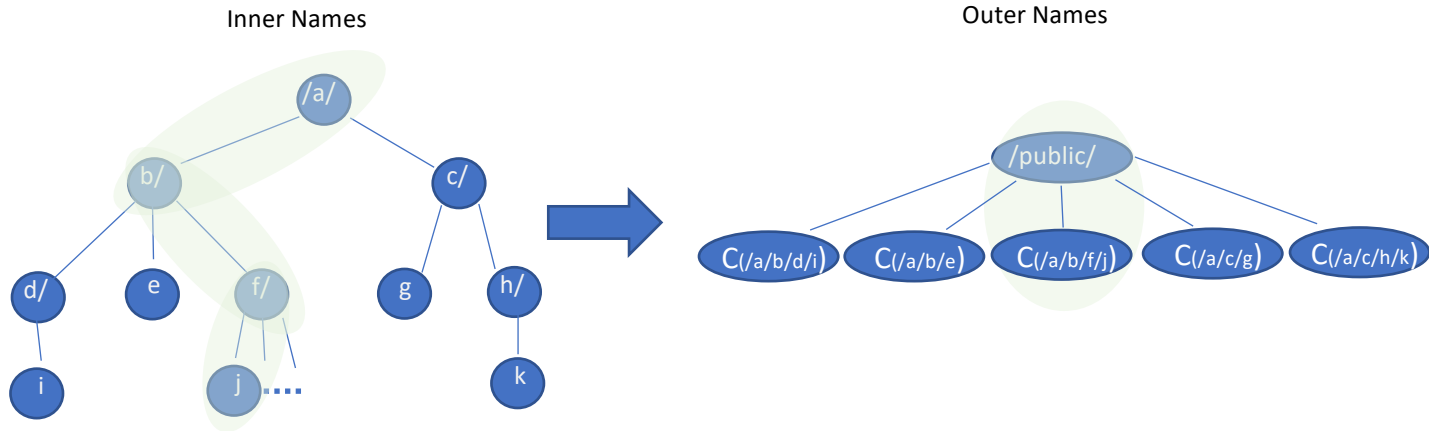 Inner Names
Outer Names
/a/
b/
c/
/public/
d/
e
f/
g
h/
C(/a/b/d/i)
C(/a/b/e)
C(/a/b/f/j)
C(/a/c/g)
C(/a/c/h/k)
i
j
k